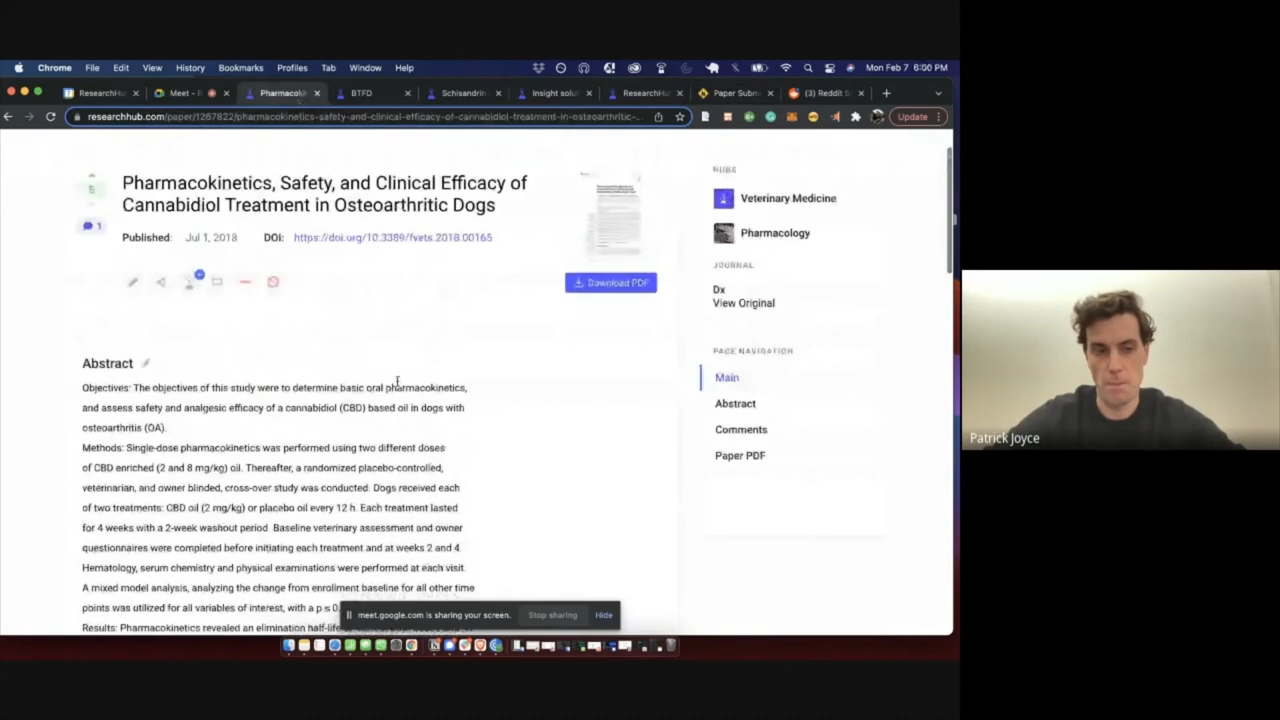 Chrome File Edit View History Bookmarks Profiles Tab Window Help Mon Feb 7 6:00 PM
ResearchHu Meet - R Pharmacoki BTFD Schisandrin Insight solu ResearchHu Paper Subm (3) Reddit S
researchhub.com/paper/1267822/pharmacokinetics-safety-and-clinical-efficacy-of-cannabidiol-treatment-in-osteoarthritic-... Update
Pharmacokinetics, Safety, and Clinical Efficacy of
Cannabidiol Treatment in Osteoarthritic Dogs
1
Published: Jul 1, 2018 DOI: https://doi.org/10.3389/fvets.2018.00165
Download PDF
Abstract
Objectives: The objectives of this study were to determine basic oral pharmacokinetics,
and assess safety and analgesic efficacy of a cannabidiol (CBD) based oil in dogs with
osteoarthritis (OA).
Methods: Single-dose pharmacokinetics was performed using two different doses
of CBD enriched (2 and 8 mg/kg) oil. Thereafter, a randomized placebo-controlled,
veterinarian, and owner blinded, cross-over study was conducted. Dogs received each
of two treatments: CBD oil (2 mg/kg) or placebo oil every 12 h. Each treatment lasted
for 4 weeks with a 2-week washout period. Baseline veterinary assessment and owner
questionnaires were completed before initiating each treatment and at weeks 2 and 4.
Hematology, serum chemistry and physical examinations were performed at each visit.
A mixed model analysis, analyzing the change from enrollment baseline for all other time
points was utilized for all variables of interest, with a p ≤ 0.
Results: Pharmacokinetics revealed an elimination half-life
HUBS
Veterinary Medicine
Pharmacology
JOURNAL
Dx
View Original
PAGE NAVIGATION
Main
Abstract
Comments
Paper PDF
meet.google.com is sharing your screen. Stop sharing Hide
Patrick Joyce